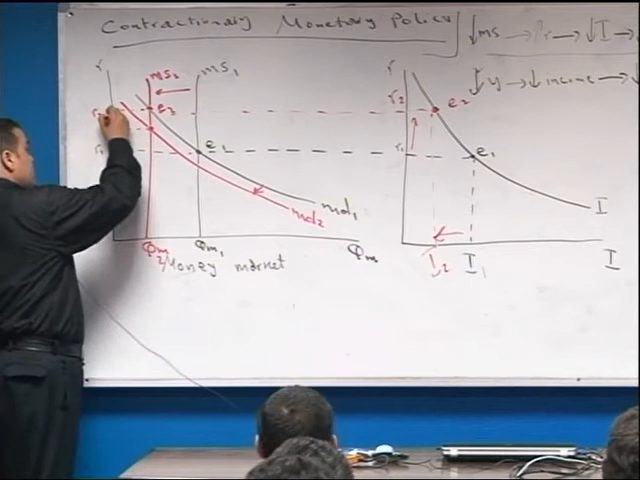 Contractionary Monetary Policy
↓MS → ↑r → ↓I →
↓y → ↓income →
r
MS2
MS1
e3
e1
r1
md1
md2
Qm2
Qm1
Qm
Money market
r
r2
e2
r1
e1
I
I2
I1
I